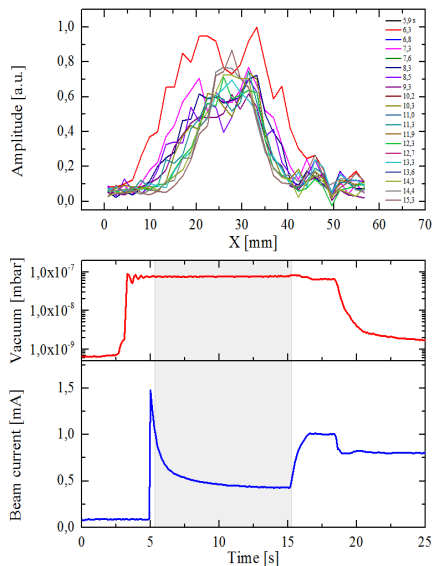 1,0
0,8
0,6
0,4
0,2
0,0
Amplitude [a.u.]
5,9 s
6,3
6,8
7,3
7,6
8,3
8,5
9,3
10,2
10,3
11,0
11,3
11,9
12,3
12,7
13,3
13,6
14,3
14,4
15,3
0 10 20 30 40 50 60 70
X [mm]
Vacuum [mbar]
1,0x10⁻⁷
1,0x10⁻⁸
1,0x10⁻⁹
Beam current [mA]
1,5
1,0
0,5
0,0
0 5 10 15 20 25
Time [s]